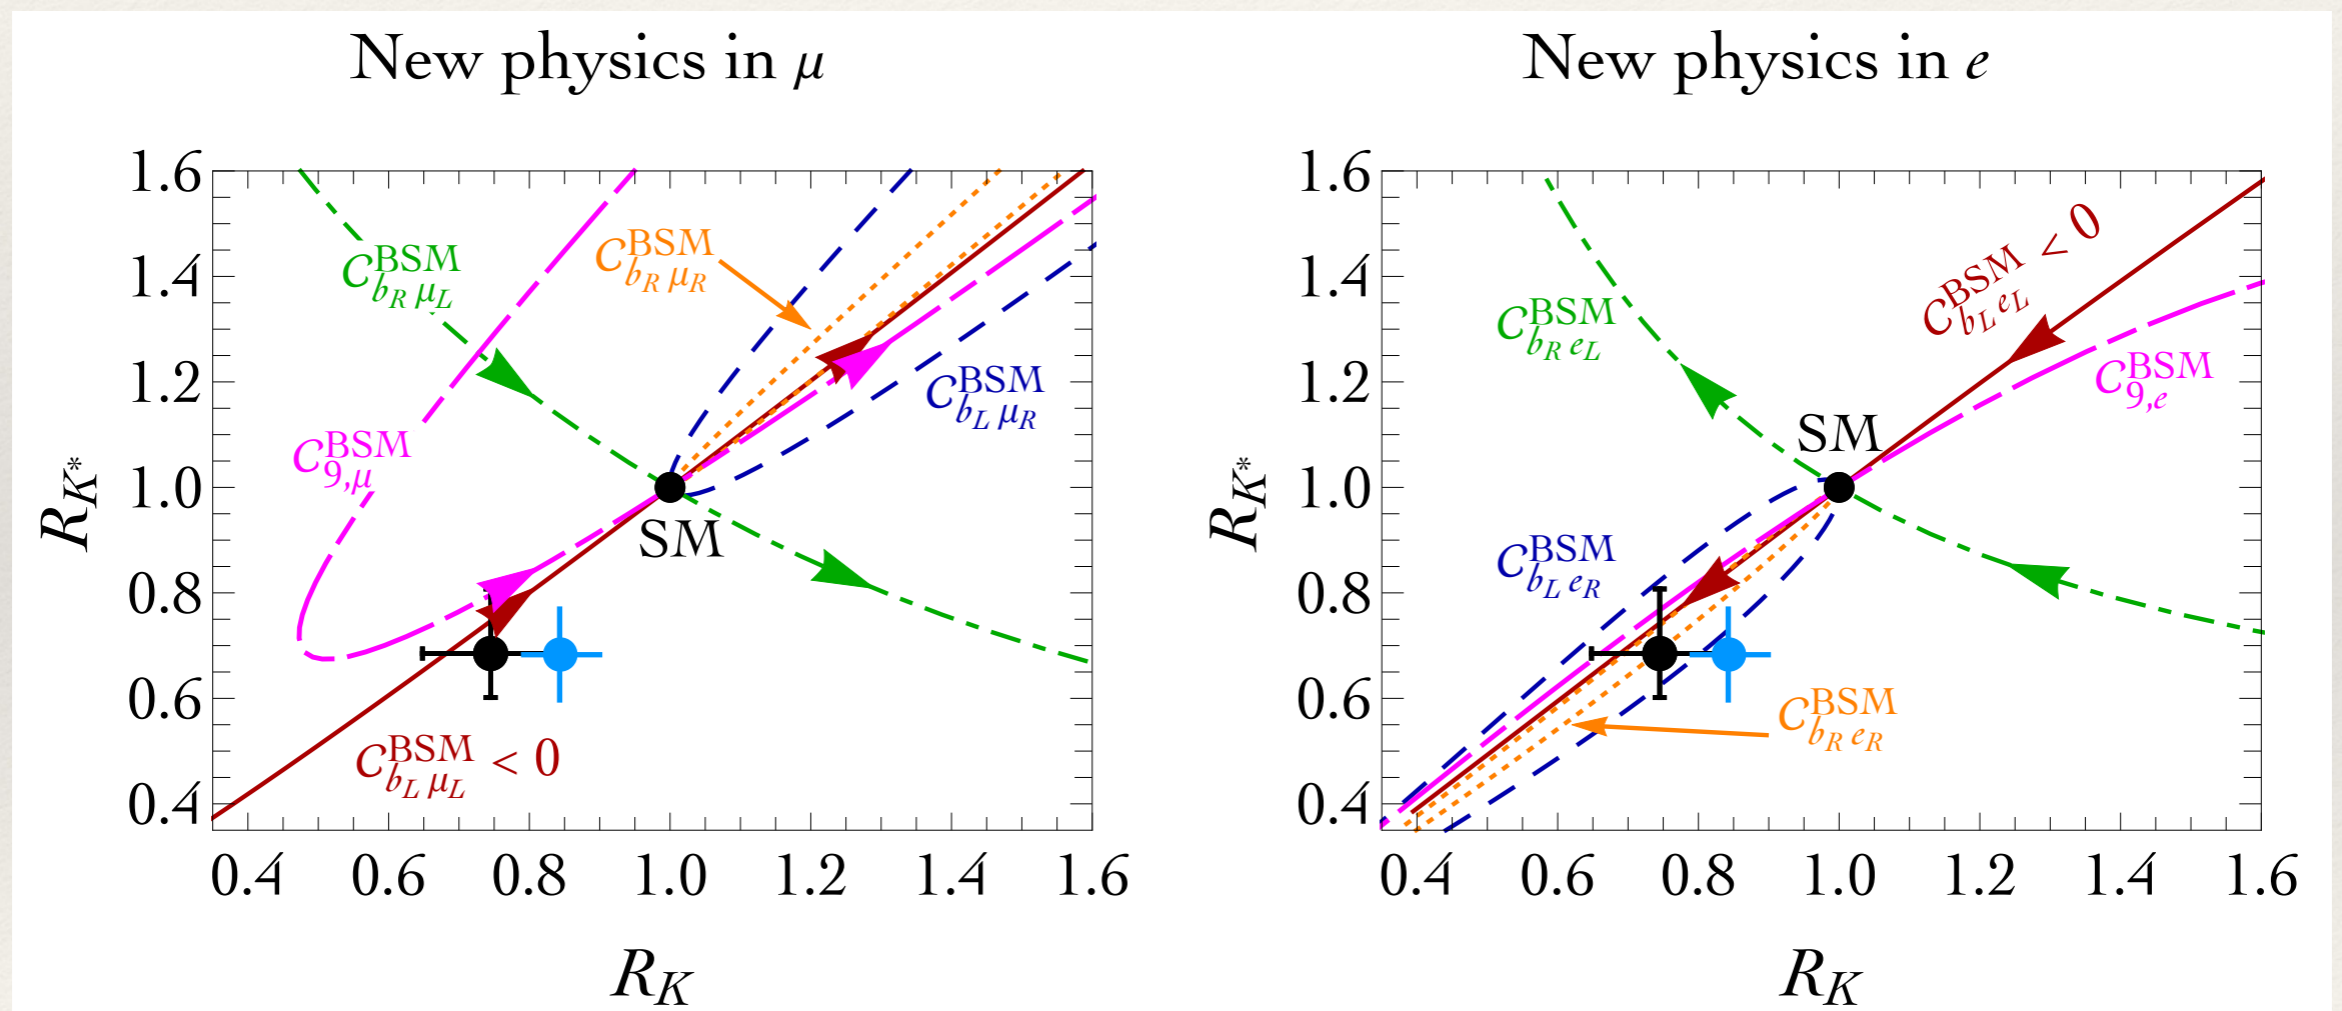 New physics in μ
1.6
1.4
1.2
1.0
0.8
0.6
0.4
R_{K*}
C^{BSM}_{b_R μ_L}
C^{BSM}_{b_R μ_R}
C^{BSM}_{b_L μ_R}
C^{BSM}_{9,μ}
SM
C^{BSM}_{b_L μ_L} < 0
0.4 0.6 0.8 1.0 1.2 1.4 1.6
R_K
New physics in e
1.6
1.4
1.2
1.0
0.8
0.6
0.4
R_{K*}
C^{BSM}_{b_L e_L} < 0
C^{BSM}_{b_R e_L}
C^{BSM}_{9,e}
SM
C^{BSM}_{b_L e_R}
C^{BSM}_{b_R e_R}
0.4 0.6 0.8 1.0 1.2 1.4 1.6
R_K